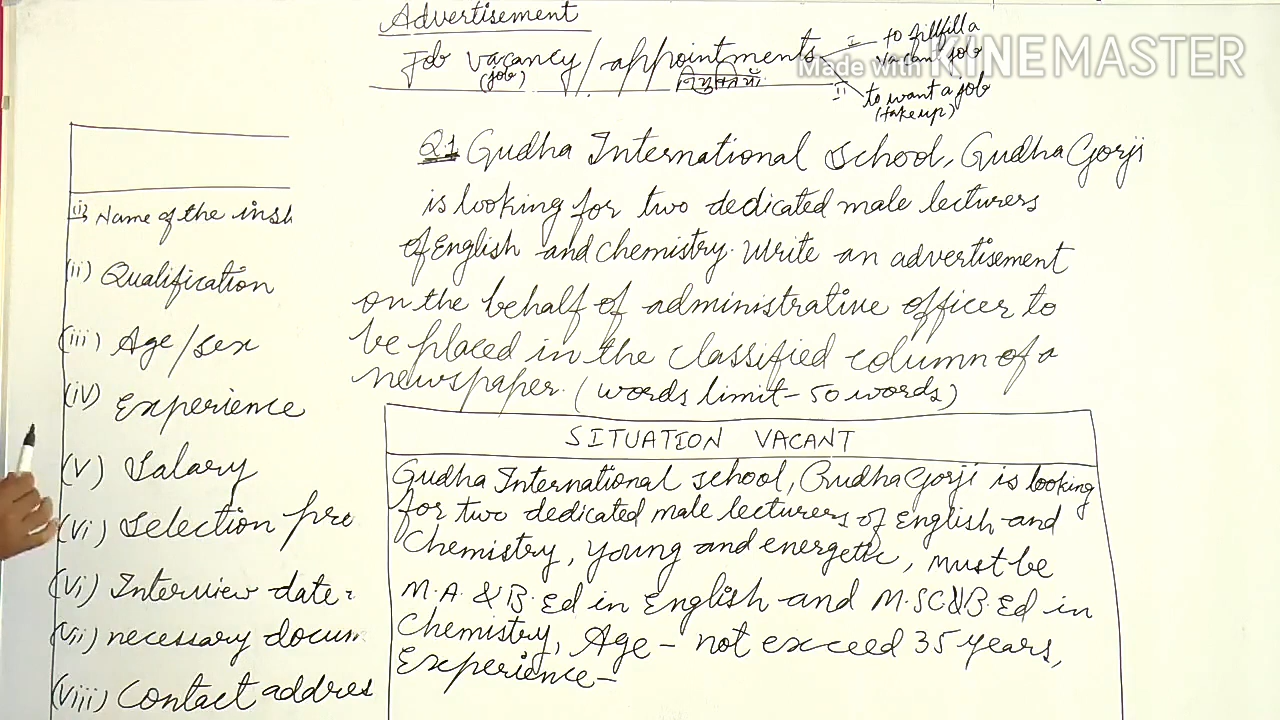 Advertisement
Job vacancy / appointments
(job)
नियुक्तियाँ
I to fillfill a
vacant job
II to want a job
(take up)
Made with KINEMASTER
Q.1 Gudha International School, Gudha Gorji
is looking for two dedicated male lecturers
of English and Chemistry. Write an advertisement
on the behalf of administrative officer to
be placed in the classified column of a
newspaper. (words limit - 50 words)
(i) Name of the inst
(ii) Qualification
(iii) Age/sex
(iv) Experience
(v) Salary
(vi) Selection pro
(vi) Interview date
(vii) necessary docum
(viii) Contact addres
SITUATION VACANT
Gudha International School, Gudha Gorji is looking
for two dedicated male lecturers of English and
Chemistry, young and energetic, must be
M.A. & B.Ed in English and M.SC & B.Ed in
Chemistry, Age - not exceed 35 years,
Experience -